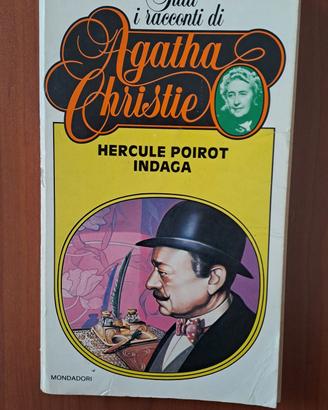 Tutti
i racconti di
Agatha
Christie
HERCULE POIROT
INDAGA
MONDADORI